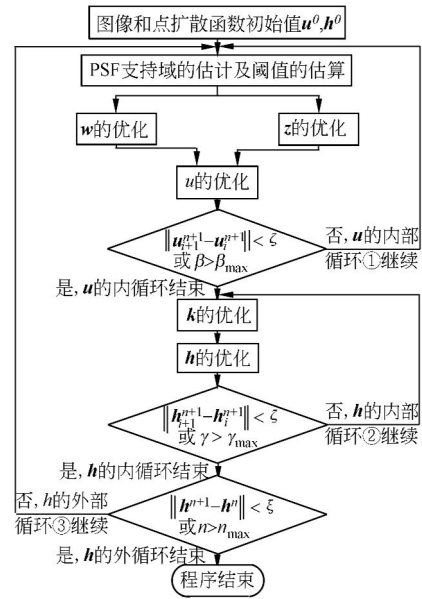 图像和点扩散函数初始值u⁰,h⁰
PSF支持域的估计及阈值的估算
w的优化
z的优化
u的优化
‖uᵢ₊₁ⁿ⁺¹−uᵢⁿ⁺¹‖<ζ
或β>βmax
否, u的内部
循环①继续
是, u的内循环结束
k的优化
h的优化
‖hᵢ₊₁ⁿ⁺¹−hᵢⁿ⁺¹‖<ζ
或 γ>γmax
否, h的内部
循环②继续
是, h的内循环结束
否, h的外部
循环③继续
‖hⁿ⁺¹−hⁿ‖<ξ
或n>nmax
是, h的外循环结束
程序结束